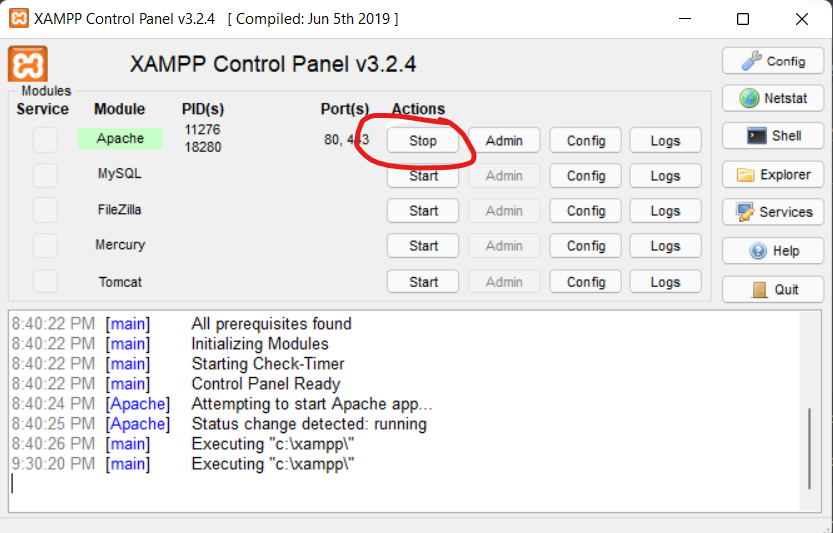 XAMPP Control Panel v3.2.4 [ Compiled: Jun 5th 2019 ]
XAMPP Control Panel v3.2.4
Config
Modules
Service Module PID(s) Port(s) Actions
Netstat
Apache 11276 18280 80, 443 Stop Admin Config Logs
Shell
MySQL Start Admin Config Logs
Explorer
FileZilla Start Admin Config Logs
Services
Mercury Start Admin Config Logs
Help
Tomcat Start Admin Config Logs
Quit
8:40:22 PM [main] All prerequisites found
8:40:22 PM [main] Initializing Modules
8:40:22 PM [main] Starting Check-Timer
8:40:22 PM [main] Control Panel Ready
8:40:24 PM [Apache] Attempting to start Apache app...
8:40:25 PM [Apache] Status change detected: running
8:40:26 PM [main] Executing "c:\xampp\"
9:30:20 PM [main] Executing "c:\xampp\"